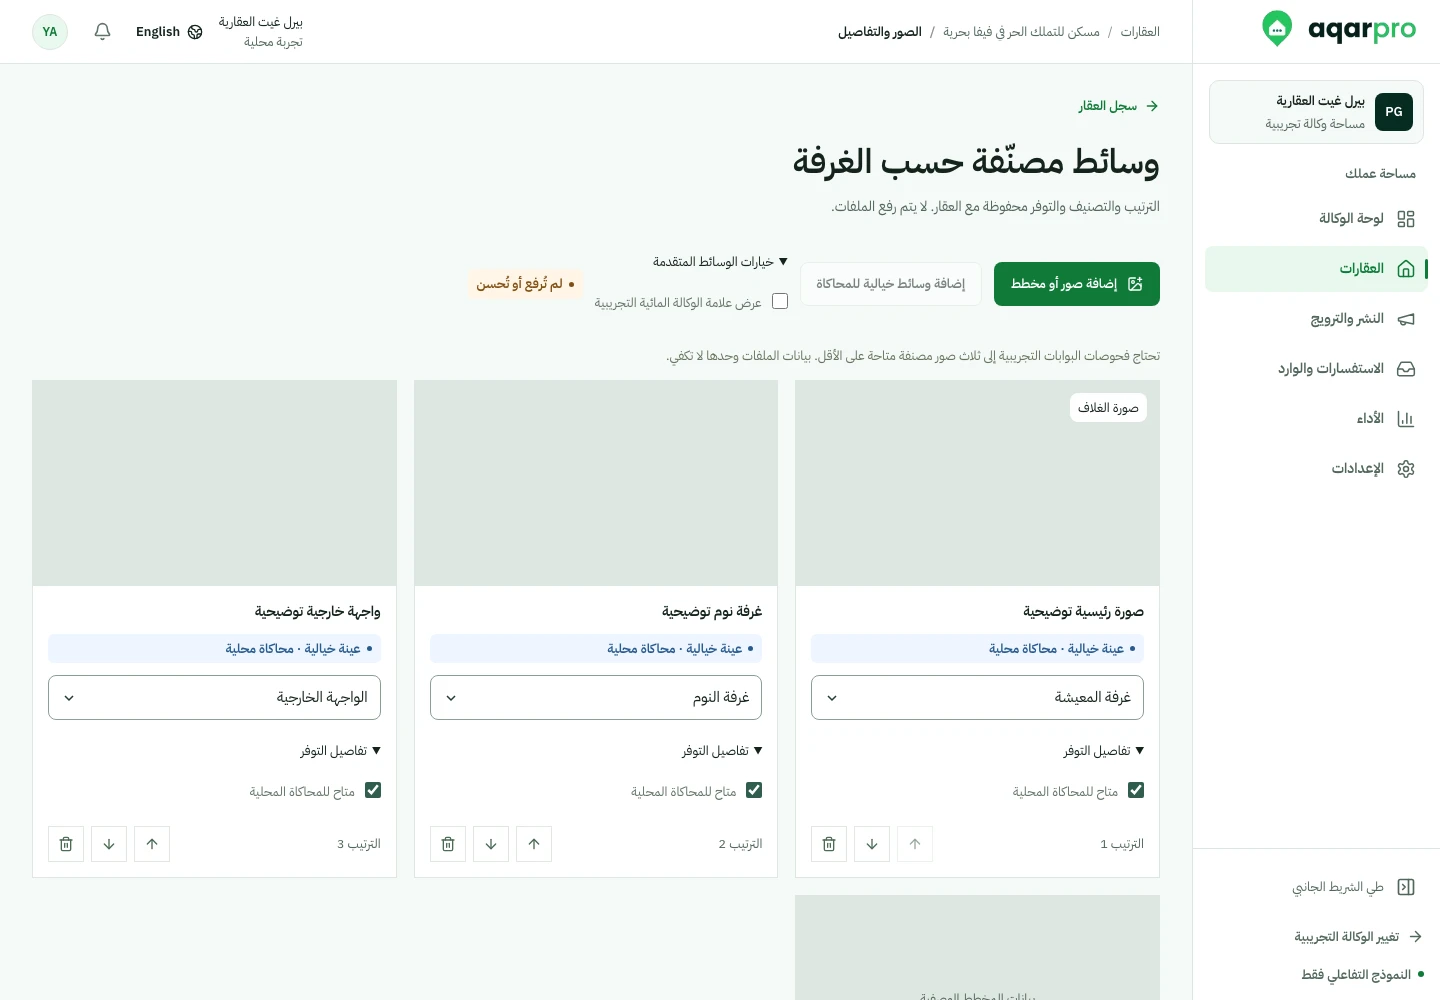 aqarpro
العقارات / مسكن للتملك الحر في فيفا بحرية / الصور والتفاصيل
بيرل غيت العقارية
تجربة محلية
English
YA
PG
بيرل غيت العقارية
مساحة وكالة تجريبية
مساحة عملك
لوحة الوكالة
العقارات
النشر والترويج
الاستفسارات والوارد
الأداء
الإعدادات
طي الشريط الجانبي
تغيير الوكالة التجريبية
النموذج التفاعلي فقط
سجل العقار
وسائط مصنّفة حسب الغرفة
الترتيب والتصنيف والتوفر محفوظة مع العقار. لا يتم رفع الملفات.
إضافة صور أو مخطط
إضافة وسائط خيالية للمحاكاة
خيارات الوسائط المتقدمة
عرض علامة الوكالة المائية التجريبية
لم تُرفع أو تُحسن
تحتاج فحوصات البوابات التجريبية إلى ثلاث صور مصنفة متاحة على الأقل. بيانات الملفات وحدها لا تكفي.
صورة الغلاف
صورة رئيسية توضيحية
عينة خيالية · محاكاة محلية
غرفة المعيشة
تفاصيل التوفر
متاح للمحاكاة المحلية
الترتيب 1
غرفة نوم توضيحية
عينة خيالية · محاكاة محلية
غرفة النوم
تفاصيل التوفر
متاح للمحاكاة المحلية
الترتيب 2
واجهة خارجية توضيحية
عينة خيالية · محاكاة محلية
الواجهة الخارجية
تفاصيل التوفر
متاح للمحاكاة المحلية
الترتيب 3
بيانات المخطط الوصفية